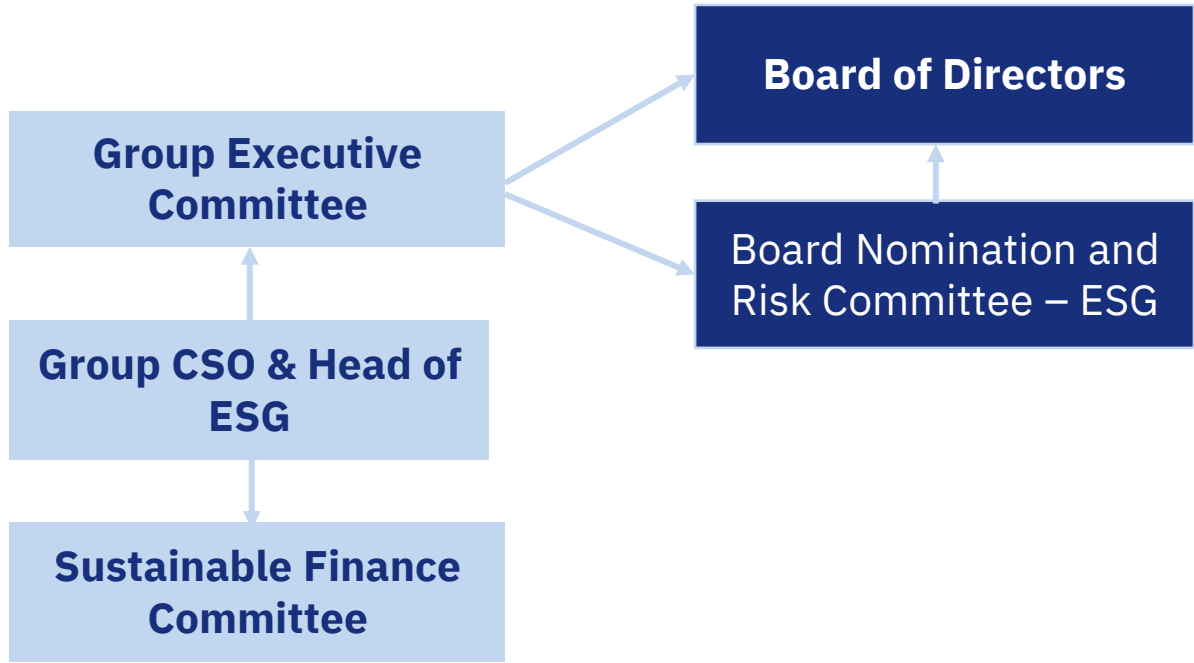 Board of Directors
Group Executive
Committee
Board Nomination and
Risk Committee – ESG
Group CSO & Head of
ESG
Sustainable Finance
Committee